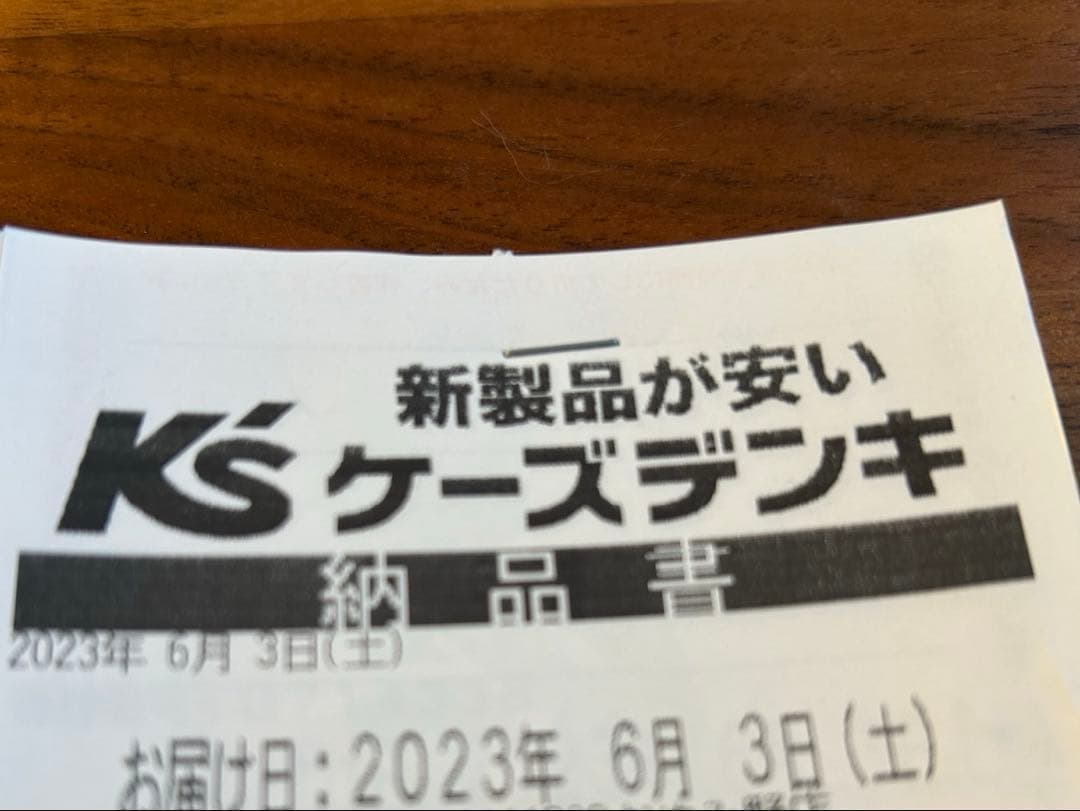 新製品が安い
K'sケーズデンキ
納品書
2023年 6月 3日(土)
お届け日:2023年 6月 3日(土)